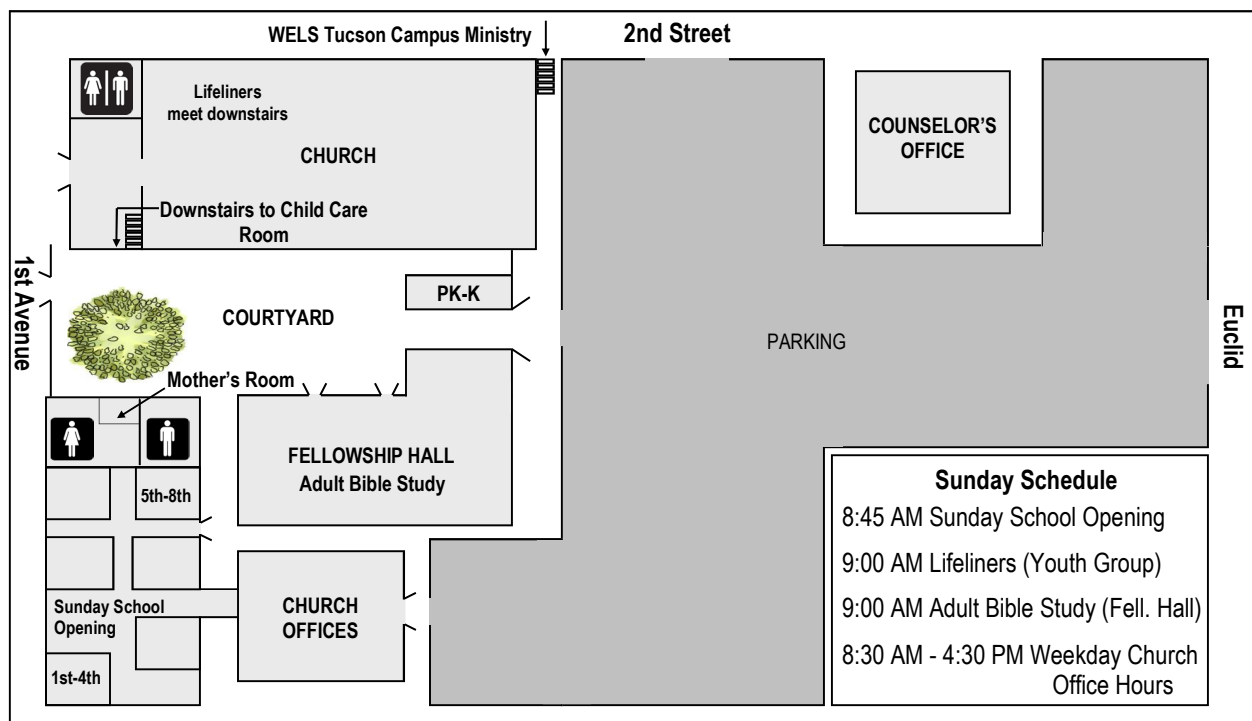 WELS Tucson Campus Ministry
2nd Street
Lifeliners
meet downstairs
CHURCH
COUNSELOR'S
OFFICE
Downstairs to Child Care
Room
1st Avenue
PK-K
COURTYARD
PARKING
Euclid
Mother's Room
FELLOWSHIP HALL
Adult Bible Study
5th-8th
Sunday School
Opening
CHURCH
OFFICES
1st-4th
Sunday Schedule
8:45 AM Sunday School Opening
9:00 AM Lifeliners (Youth Group)
9:00 AM Adult Bible Study (Fell. Hall)
8:30 AM - 4:30 PM Weekday Church
Office Hours